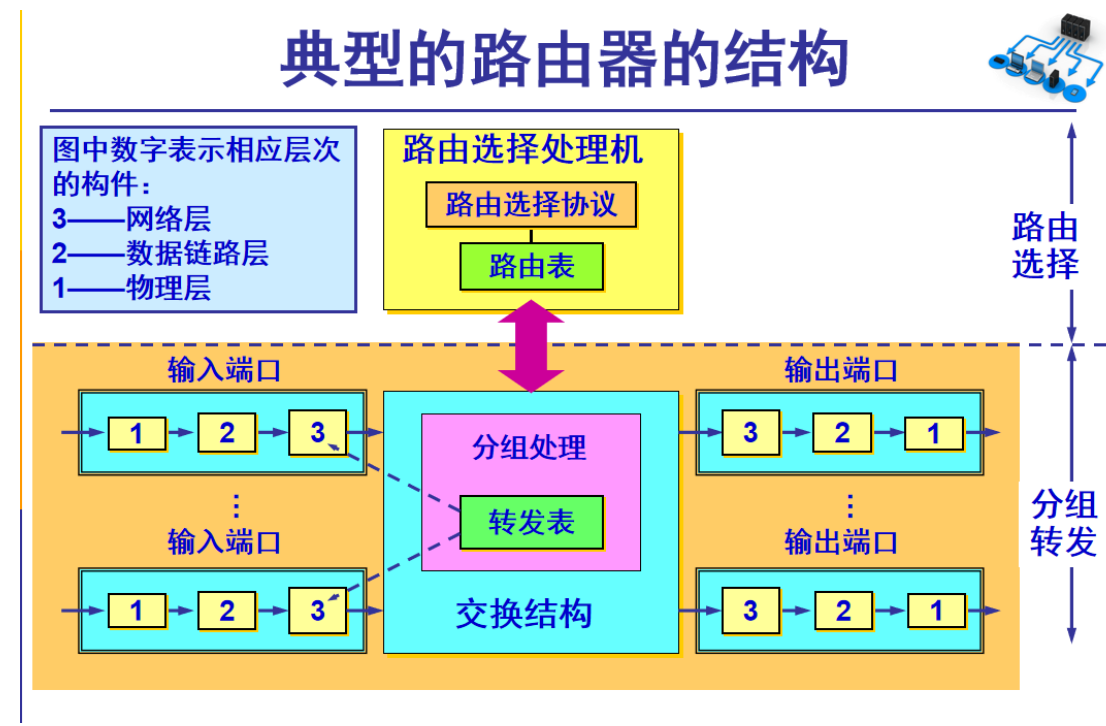 典型的路由器的结构
图中数字表示相应层次
的构件：
3——网络层
2——数据链路层
1——物理层
路由选择处理机
路由选择协议
路由表
路由
选择
输入端口
1
2
3
分组处理
转发表
交换结构
输出端口
3
2
1
⋮
输入端口
1
2
3
⋮
输出端口
3
2
1
分组
转发